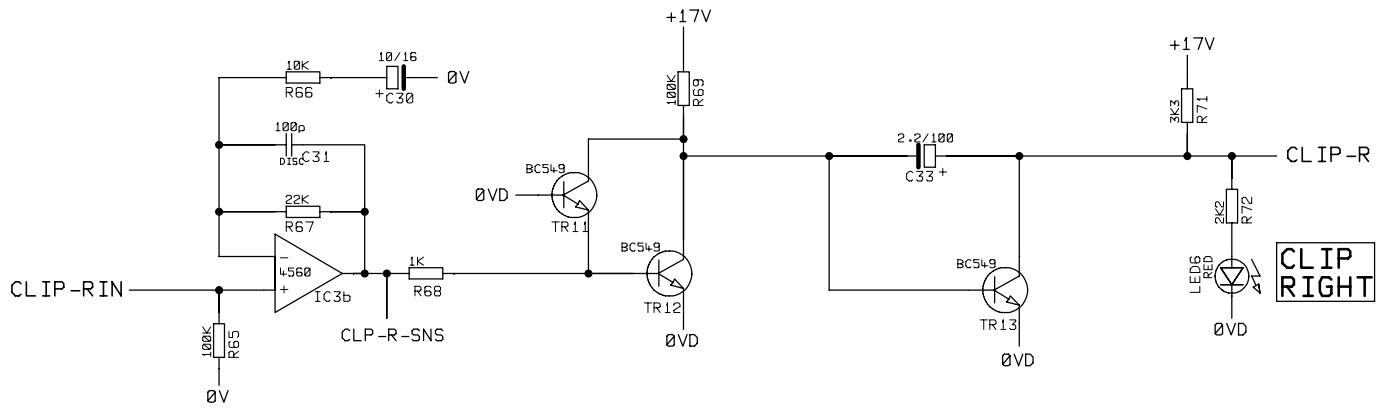 +17V
+17V
10K
R66
10/16
+
C30
0V
100K
R69
3K3
R71
100p
DISC
C31
2.2/100
C33
+
CLIP-R
BC549
0VD
TR11
22K
R67
2K2
R72
BC549
TR12
1K
R68
-
4560
+
IC3b
BC549
TR13
LED6
RED
CLIP
RIGHT
CLIP-RIN
100K
R65
CLP-R-SNS
0VD
0VD
0VD
0V